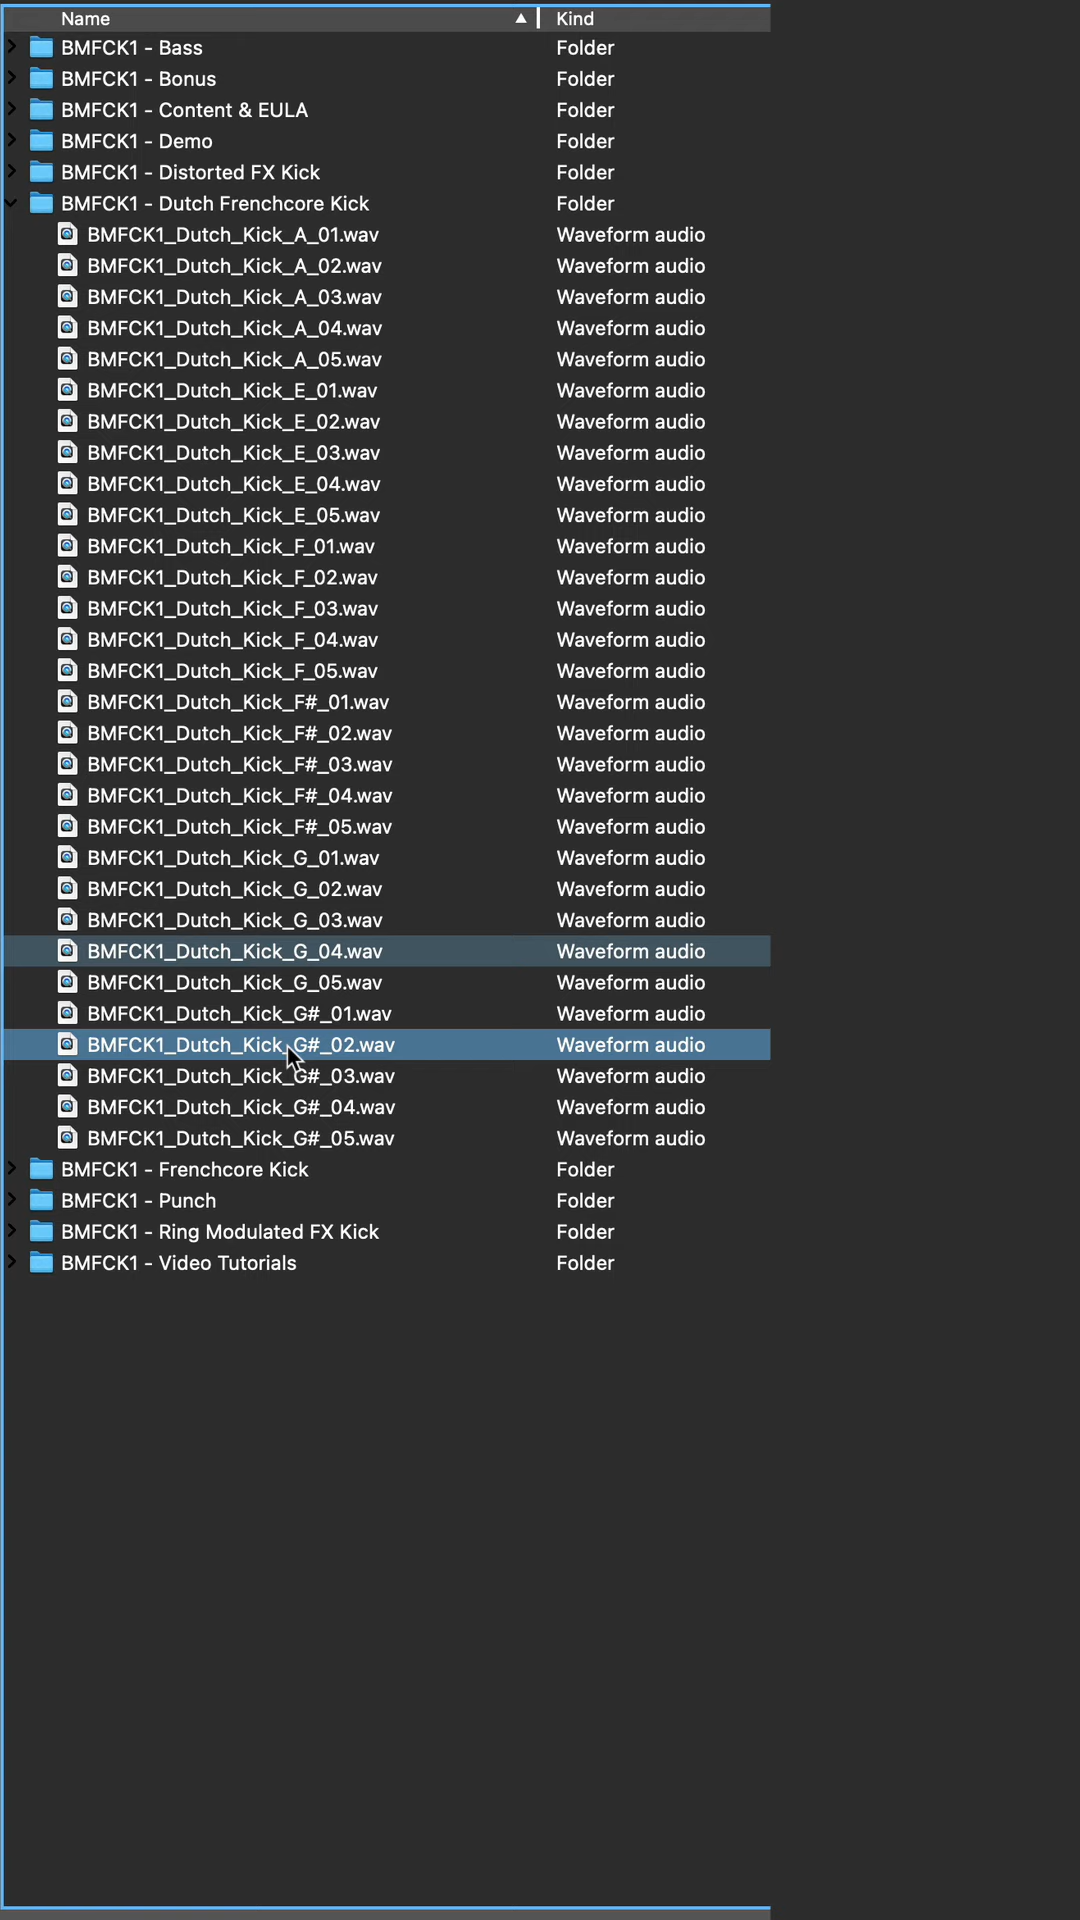 Name Kind
BMFCK1 - Bass Folder
BMFCK1 - Bonus Folder
BMFCK1 - Content & EULA Folder
BMFCK1 - Demo Folder
BMFCK1 - Distorted FX Kick Folder
BMFCK1 - Dutch Frenchcore Kick Folder
BMFCK1_Dutch_Kick_A_01.wav Waveform audio
BMFCK1_Dutch_Kick_A_02.wav Waveform audio
BMFCK1_Dutch_Kick_A_03.wav Waveform audio
BMFCK1_Dutch_Kick_A_04.wav Waveform audio
BMFCK1_Dutch_Kick_A_05.wav Waveform audio
BMFCK1_Dutch_Kick_E_01.wav Waveform audio
BMFCK1_Dutch_Kick_E_02.wav Waveform audio
BMFCK1_Dutch_Kick_E_03.wav Waveform audio
BMFCK1_Dutch_Kick_E_04.wav Waveform audio
BMFCK1_Dutch_Kick_E_05.wav Waveform audio
BMFCK1_Dutch_Kick_F_01.wav Waveform audio
BMFCK1_Dutch_Kick_F_02.wav Waveform audio
BMFCK1_Dutch_Kick_F_03.wav Waveform audio
BMFCK1_Dutch_Kick_F_04.wav Waveform audio
BMFCK1_Dutch_Kick_F_05.wav Waveform audio
BMFCK1_Dutch_Kick_F#_01.wav Waveform audio
BMFCK1_Dutch_Kick_F#_02.wav Waveform audio
BMFCK1_Dutch_Kick_F#_03.wav Waveform audio
BMFCK1_Dutch_Kick_F#_04.wav Waveform audio
BMFCK1_Dutch_Kick_F#_05.wav Waveform audio
BMFCK1_Dutch_Kick_G_01.wav Waveform audio
BMFCK1_Dutch_Kick_G_02.wav Waveform audio
BMFCK1_Dutch_Kick_G_03.wav Waveform audio
BMFCK1_Dutch_Kick_G_04.wav Waveform audio
BMFCK1_Dutch_Kick_G_05.wav Waveform audio
BMFCK1_Dutch_Kick_G#_01.wav Waveform audio
BMFCK1_Dutch_Kick_G#_02.wav Waveform audio
BMFCK1_Dutch_Kick_G#_03.wav Waveform audio
BMFCK1_Dutch_Kick_G#_04.wav Waveform audio
BMFCK1_Dutch_Kick_G#_05.wav Waveform audio
BMFCK1 - Frenchcore Kick Folder
BMFCK1 - Punch Folder
BMFCK1 - Ring Modulated FX Kick Folder
BMFCK1 - Video Tutorials Folder